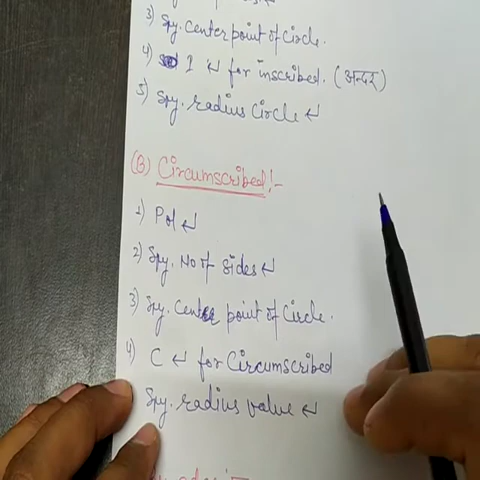 3) Spy. Center point of Circle.
4) I ↵ for inscribed. (अन्दर)
5) Spy. radius Circle ↵
(B) Circumscribed:-
1) Pol ↵
2) Spy. No of sides ↵
3) Spy. Center point of Circle.
4) C ↵ for Circumscribed
Spy. radius value ↵